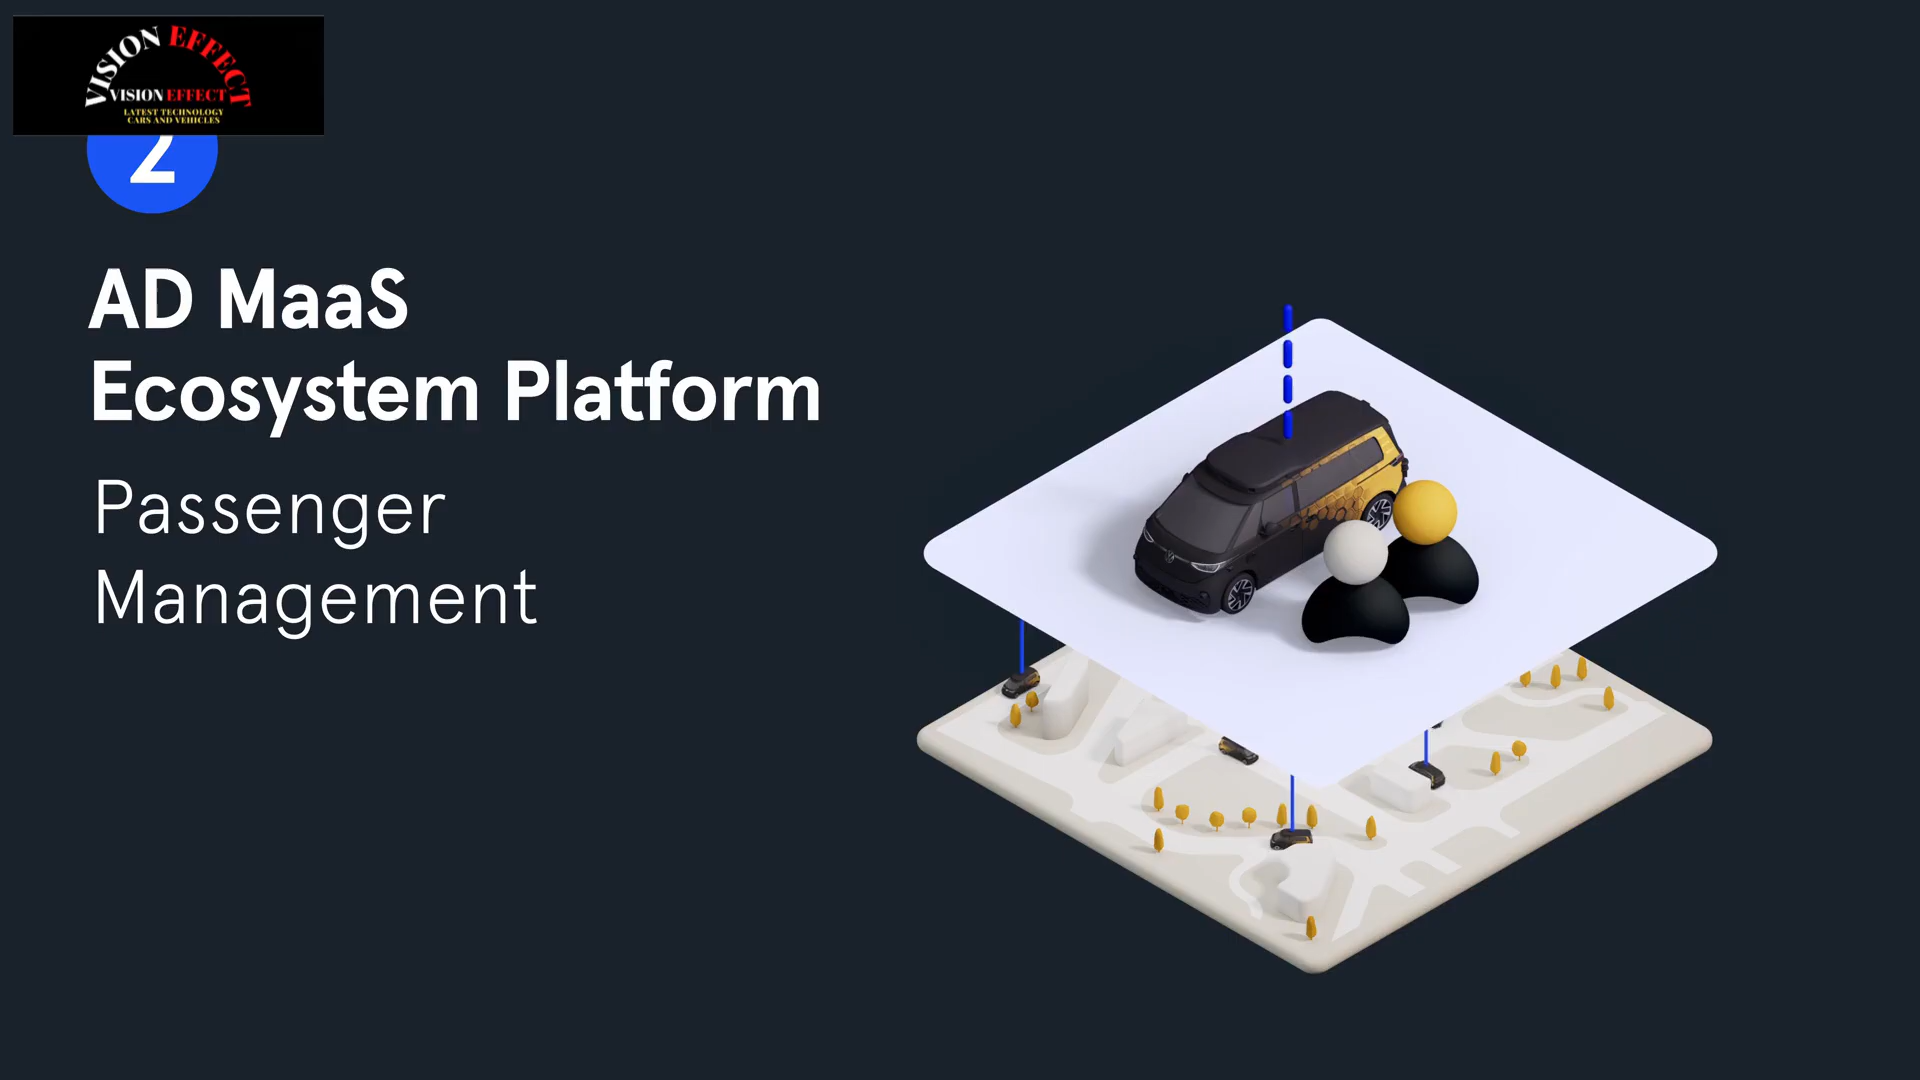 VISION EFFECT
VISION EFFECT
LATEST TECHNOLOGY
CARS AND VEHICLES
2
AD MaaS
Ecosystem Platform
Passenger
Management